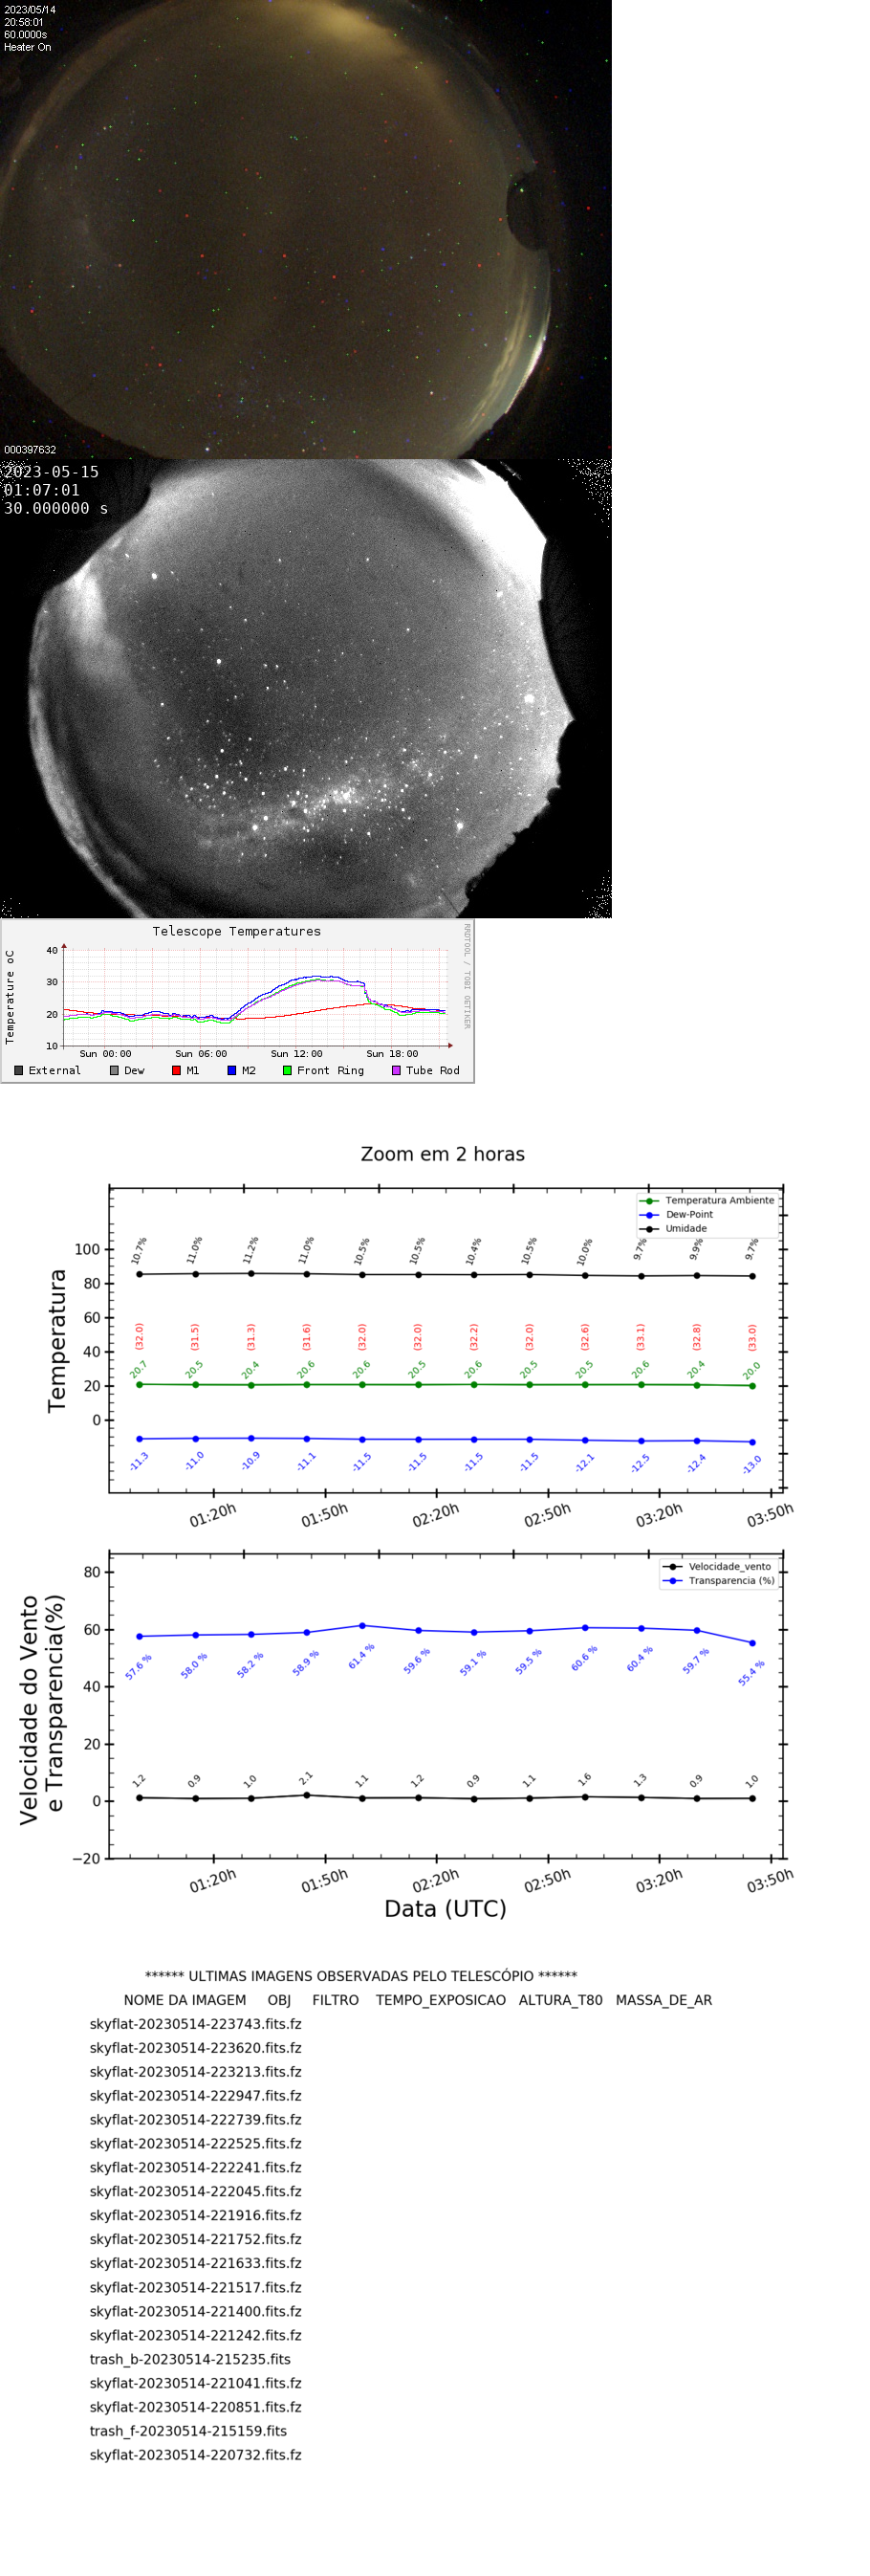 2023/05/14
20:58:01
60.0000s
Heater On
000397632
2023-05-15
01:07:01
30.000000 s
Telescope Temperatures
RRDTOOL / TOBI OETIKER
Temperature oC
40
30
20
10
Sun 00:00 Sun 06:00 Sun 12:00 Sun 18:00
External Dew M1 M2 Front Ring Tube Rod
Zoom em 2 horas
Temperatura Ambiente
Dew-Point
Umidade
Temperatura
100
80
60
40
20
0
10.7% 11.0% 11.2% 11.0% 10.5% 10.5% 10.4% 10.5% 10.0% 9.7% 9.9% 9.7%
(32.0) (31.5) (31.3) (31.6) (32.0) (32.0) (32.2) (32.0) (32.6) (33.1) (32.8) (33.0)
20.7 20.5 20.4 20.6 20.6 20.5 20.6 20.5 20.5 20.6 20.4 20.0
-11.3 -11.0 -10.9 -11.1 -11.5 -11.5 -11.5 -11.5 -12.1 -12.5 -12.4 -13.0
01:20h 01:50h 02:20h 02:50h 03:20h 03:50h
Velocidade_vento
Transparencia (%)
Velocidade do Vento
e Transparencia(%)
80
60
40
20
0
−20
57.6 % 58.0 % 58.2 % 58.9 % 61.4 % 59.6 % 59.1 % 59.5 % 60.6 % 60.4 % 59.7 % 55.4 %
1.2 0.9 1.0 2.1 1.1 1.2 0.9 1.1 1.6 1.3 0.9 1.0
01:20h 01:50h 02:20h 02:50h 03:20h 03:50h
Data (UTC)
****** ULTIMAS IMAGENS OBSERVADAS PELO TELESCÓPIO ******
NOME DA IMAGEM OBJ FILTRO TEMPO_EXPOSICAO ALTURA_T80 MASSA_DE_AR
skyflat-20230514-223743.fits.fz
skyflat-20230514-223620.fits.fz
skyflat-20230514-223213.fits.fz
skyflat-20230514-222947.fits.fz
skyflat-20230514-222739.fits.fz
skyflat-20230514-222525.fits.fz
skyflat-20230514-222241.fits.fz
skyflat-20230514-222045.fits.fz
skyflat-20230514-221916.fits.fz
skyflat-20230514-221752.fits.fz
skyflat-20230514-221633.fits.fz
skyflat-20230514-221517.fits.fz
skyflat-20230514-221400.fits.fz
skyflat-20230514-221242.fits.fz
trash_b-20230514-215235.fits
skyflat-20230514-221041.fits.fz
skyflat-20230514-220851.fits.fz
trash_f-20230514-215159.fits
skyflat-20230514-220732.fits.fz